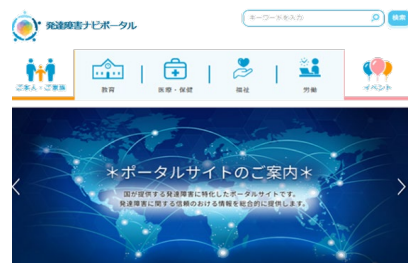 発達障害ナビポータル
キーワードを入力
検索
ご本人・ご家族
教育
医療・保健
福祉
労働
イベント
＊ポータルサイトのご案内＊
国が提供する発達障害に特化したポータルサイトです。
発達障害に関する信頼のおける情報を総合的に提供します。